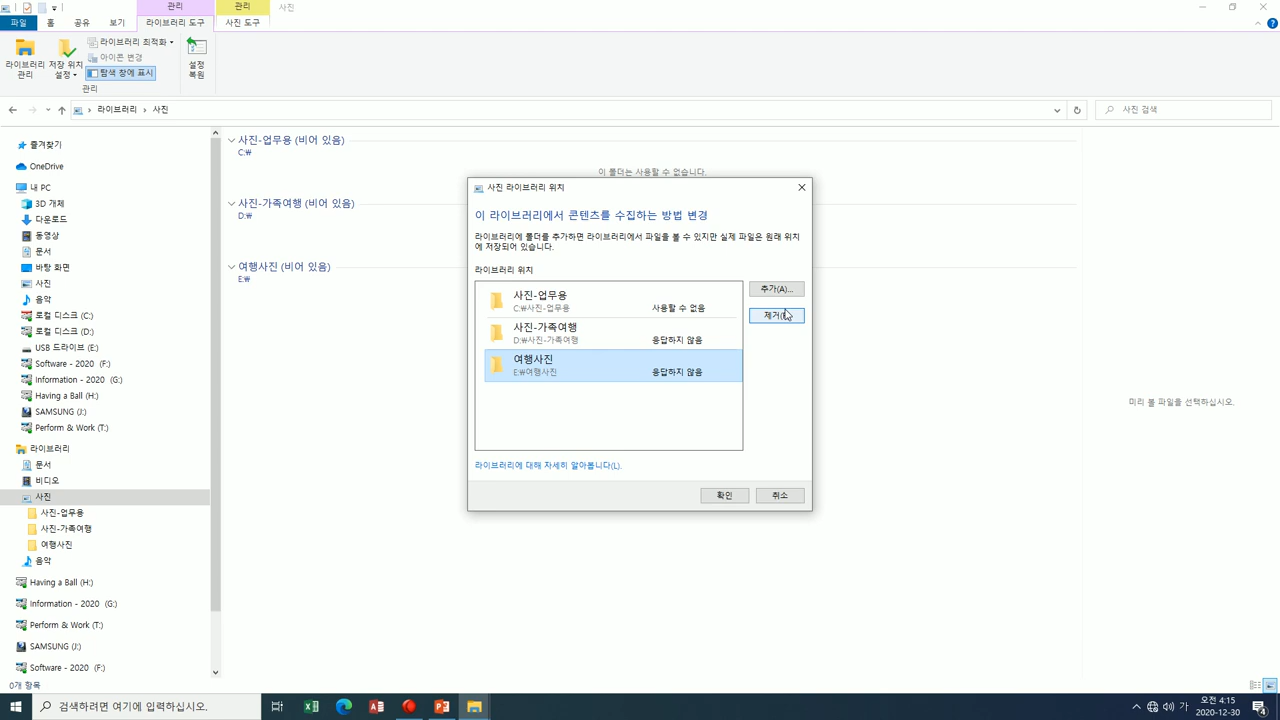 관리
관리
사진
파일
홈
공유
보기
라이브러리 도구
사진 도구
라이브러리
관리
저장 위치
설정
라이브러리 최적화
아이콘 변경
탐색 창에 표시
설정
복원
관리
라이브러리
사진
사진 검색
즐겨찾기
OneDrive
내 PC
3D 개체
다운로드
동영상
문서
바탕 화면
사진
음악
로컬 디스크 (C:)
로컬 디스크 (D:)
USB 드라이브 (E:)
Software - 2020 (F:)
Information - 2020 (G:)
Having a Ball (H:)
SAMSUNG (J:)
Perform & Work (T:)
라이브러리
문서
비디오
사진
사진-업무용
사진-가족여행
여행사진
음악
Having a Ball (H:)
Information - 2020 (G:)
Perform & Work (T:)
SAMSUNG (J:)
Software - 2020 (F:)
사진-업무용 (비어 있음)
C:₩
이 폴더는 사용할 수 없습니다.
사진-가족여행 (비어 있음)
D:₩
여행사진 (비어 있음)
E:₩
사진 라이브러리 위치
이 라이브러리에서 콘텐츠를 수집하는 방법 변경
라이브러리에 폴더를 추가하면 라이브러리에서 파일을 볼 수 있지만 실제 파일은 원래 위치
에 저장되어 있습니다.
라이브러리 위치
사진-업무용
C:₩사진-업무용 사용할 수 없음
사진-가족여행
D:₩사진-가족여행 응답하지 않음
여행사진
E:₩여행사진 응답하지 않음
추가(A)...
제거
라이브러리에 대해 자세히 알아봅니다(L).
확인
취소
미리 볼 파일을 선택하십시오.
0개 항목
검색하려면 여기에 입력하십시오.
가
오전 4:15
2020-12-30
4